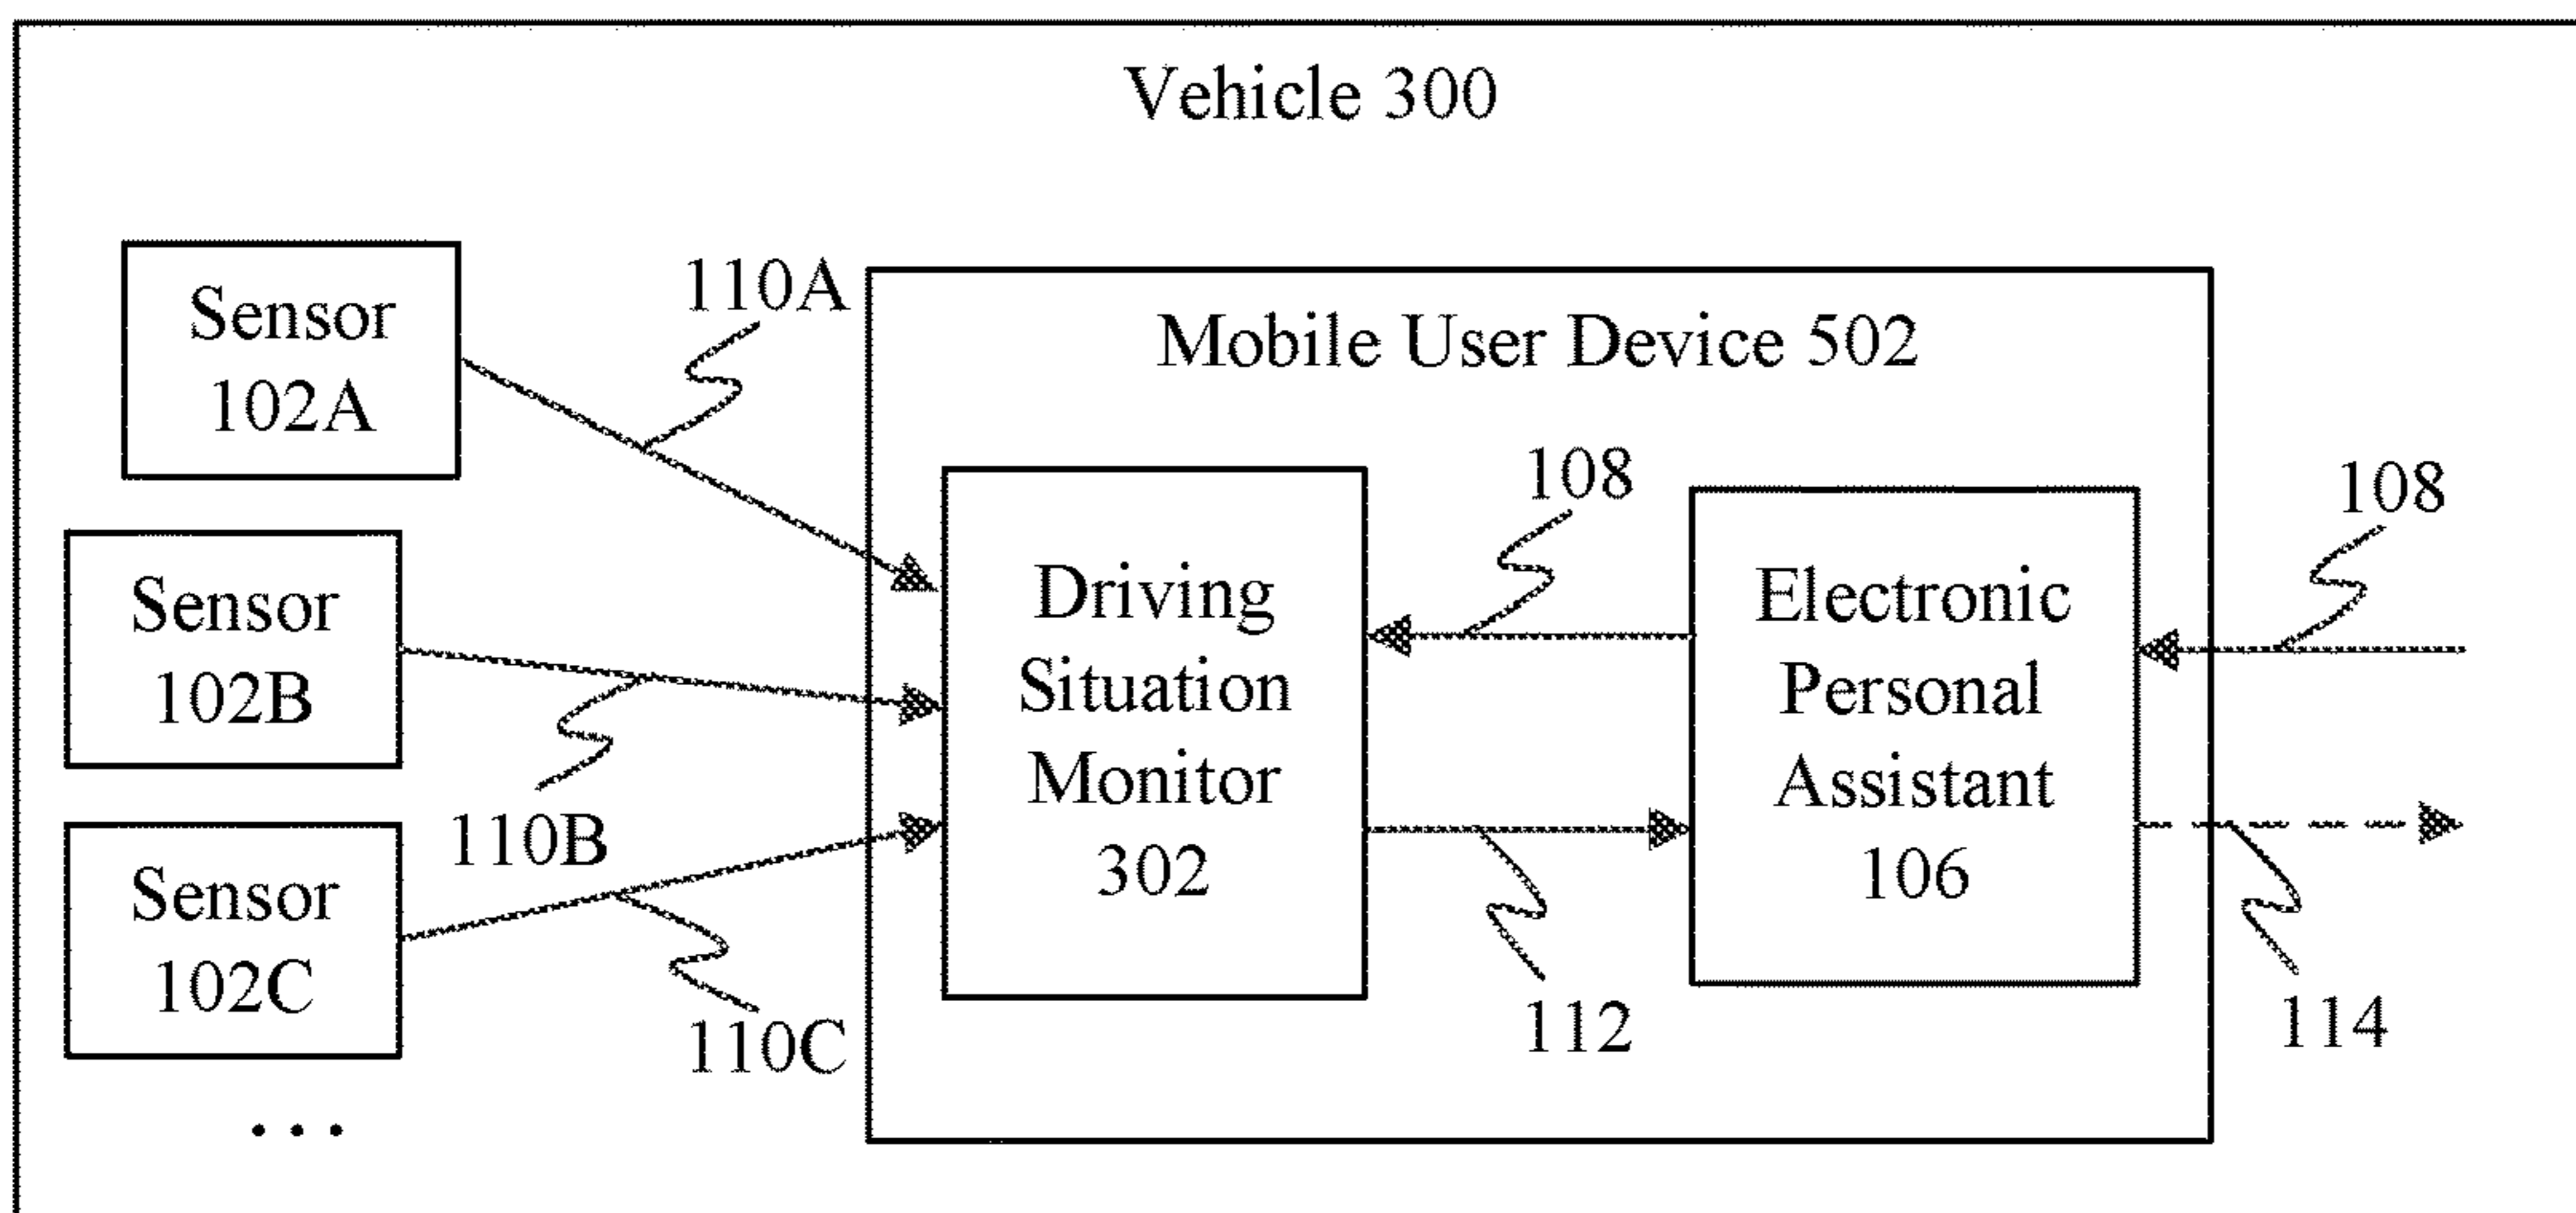 Vehicle 300
Sensor
102A
110A
Mobile User Device 502
Sensor
102B
110B
Sensor
102C
110C
...
Driving
Situation
Monitor
302
108
112
Electronic
Personal
Assistant
106
108
114